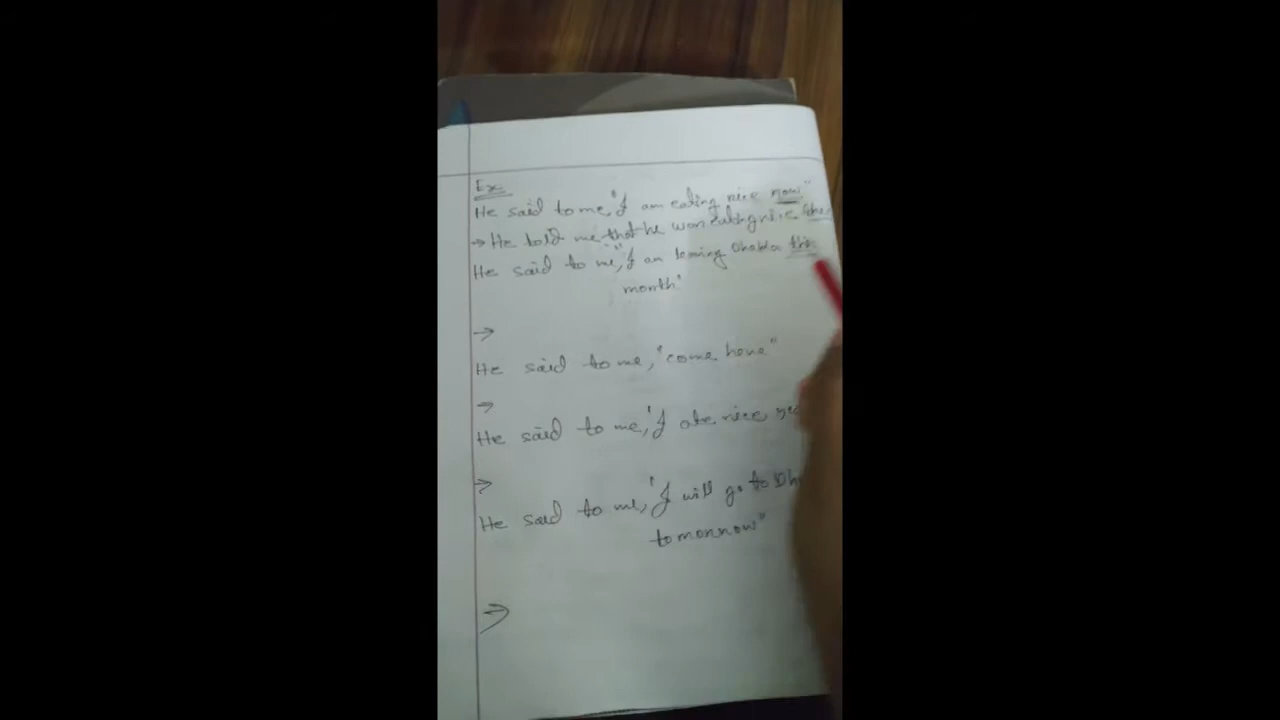 Ex
He said to me, "I am eating rice now"
→ He told me that he was eating rice then
He said to me, "I am leaving Dhaka this
month"
→
He said to me, "come here"
→
He said to me, "I ate rice
→
He said to me, "I will go to
tomorrow"
→